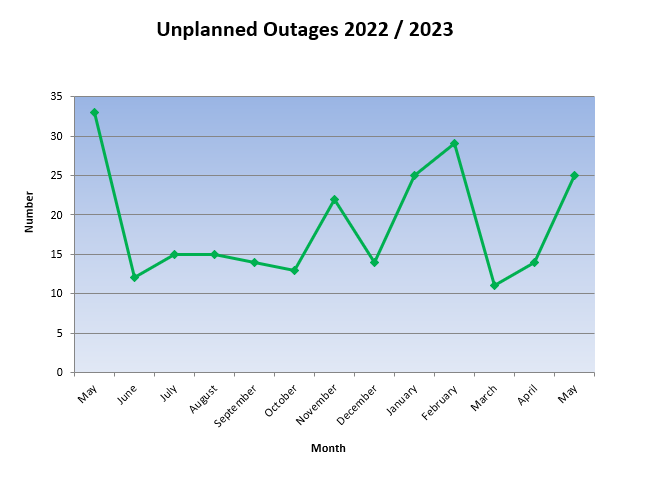 Unplanned Outages 2022 / 2023
35
30
25
20
15
10
5
0
Number
May
June
July
August
September
October
November
December
January
February
March
April
May
Month